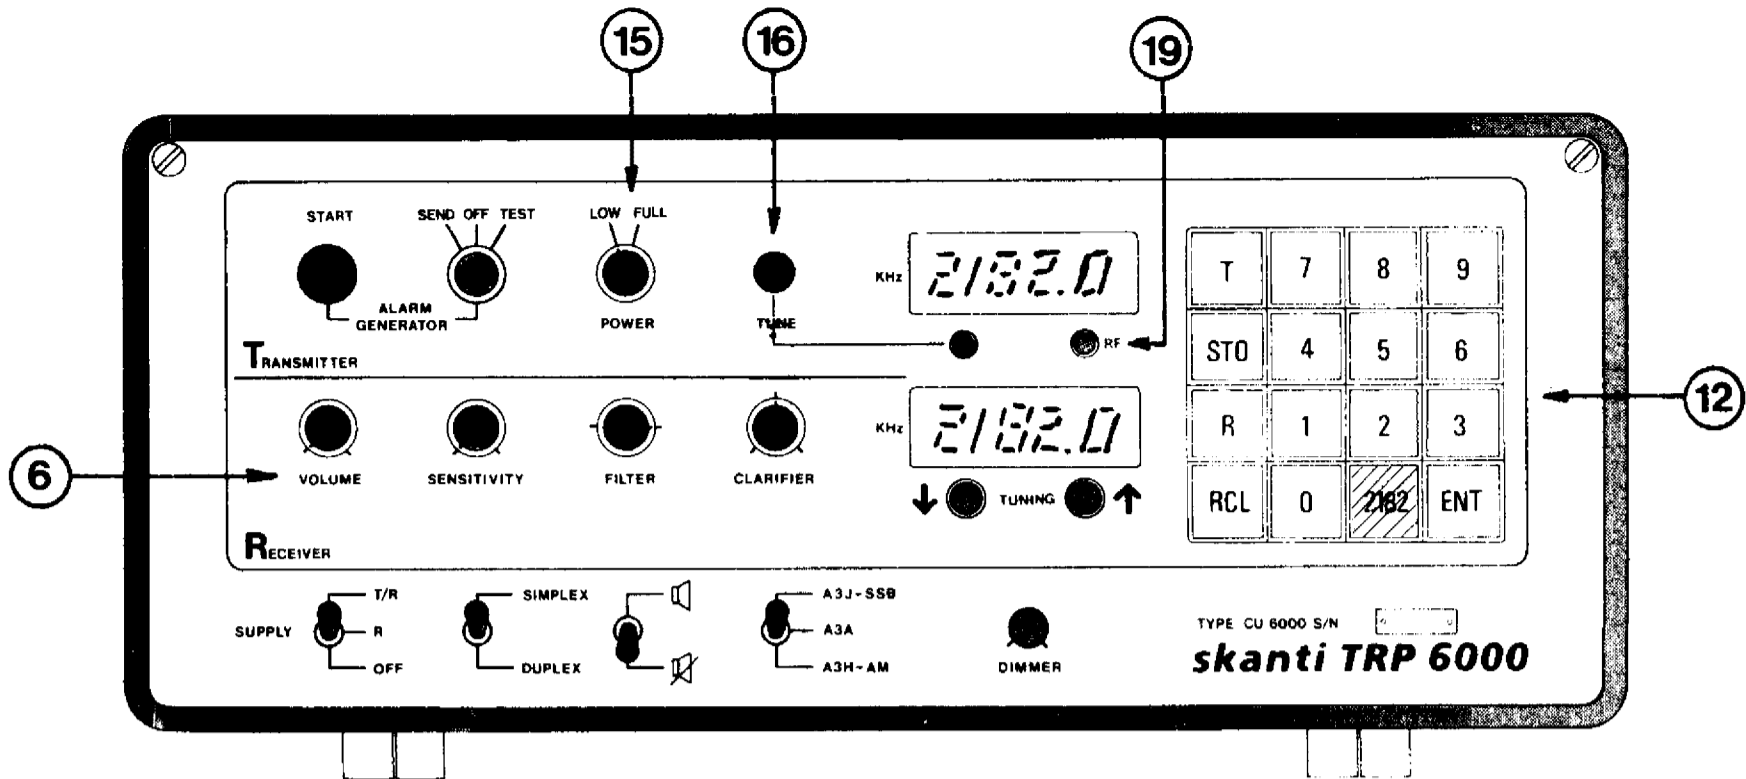 15
16
19
START
SEND OFF TEST
LOW FULL
KHz
2182.0
T 7 8 9
ALARM
GENERATOR
POWER
TUNE
RF
STO 4 5 6
TRANSMITTER
12
KHz
2182.0
R 1 2 3
6
VOLUME
SENSITIVITY
FILTER
CLARIFIER
TUNING
RCL 0 2182 ENT
RECEIVER
SUPPLY
T/R
R
OFF
SIMPLEX
DUPLEX
A3J-SSB
A3A
A3H-AM
DIMMER
TYPE CU 6000 S/N
skanti TRP 6000